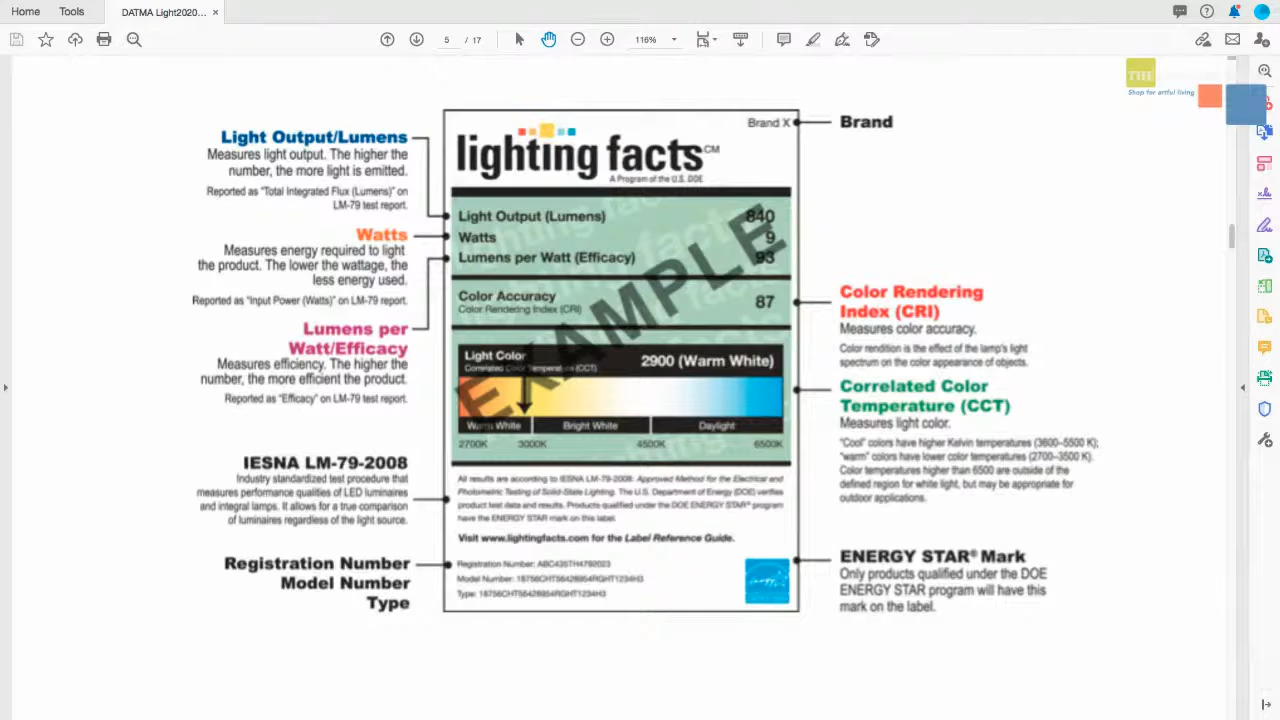 Home
Tools
DATMA Light2020...
5 / 17
116%
TIH
Shop for artful living
Light Output/Lumens
Measures light output. The higher the
number, the more light is emitted.
Reported as "Total Integrated Flux (Lumens)" on
LM-79 test report.
Watts
Measures energy required to light
the product. The lower the wattage, the
less energy used.
Reported as "Input Power (Watts)" on LM-79 report.
Lumens per
Watt/Efficacy
Measures efficiency. The higher the
number, the more efficient the product.
Reported as "Efficacy" on LM-79 test report.
IESNA LM-79-2008
Industry standardized test procedure that
measures performance qualities of LED luminaires
and integral lamps. It allows for a true comparison
of luminaires regardless of the light source.
Registration Number
Model Number
Type
Brand X
lighting facts CM
A Program of the U.S. DOE
Light Output (Lumens) 840
Watts 9
Lumens per Watt (Efficacy) 93
Color Accuracy 87
Color Rendering Index (CRI)
Light Color
Correlated Color Temperature (CCT)
2900 (Warm White)
Warm White Bright White Daylight
2700K 3000K 4500K 6500K
EXAMPLE
All results are according to IESNA LM-79-2008: Approved Method for the Electrical and
Photometric Testing of Solid-State Lighting. The U.S. Department of Energy (DOE) verifies
product test data and results. Products qualified under the DOE ENERGY STAR® program
have the ENERGY STAR mark on this label.
Visit www.lightingfacts.com for the Label Reference Guide.
Registration Number: ABC435TH4792023
Model Number: 18756CHT56428954RGHT1234H3
Type: 18756CHT56428954RGHT1234H3
Brand
Color Rendering
Index (CRI)
Measures color accuracy.
Color rendition is the effect of the lamp's light
spectrum on the color appearance of objects.
Correlated Color
Temperature (CCT)
Measures light color.
"Cool" colors have higher Kelvin temperatures (3600–5500 K);
"warm" colors have lower color temperatures (2700–3500 K).
Color temperatures higher than 6500 are outside of the
defined region for white light, but may be appropriate for
outdoor applications.
ENERGY STAR® Mark
Only products qualified under the DOE
ENERGY STAR program will have this
mark on the label.